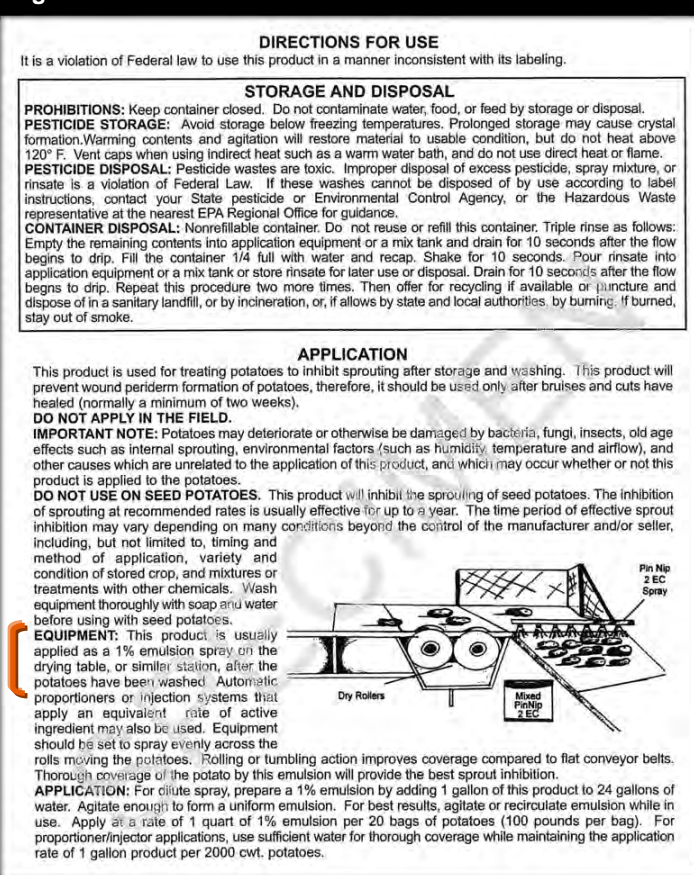 DIRECTIONS FOR USE
It is a violation of Federal law to use this product in a manner inconsistent with its labeling.
STORAGE AND DISPOSAL
PROHIBITIONS: Keep container closed. Do not contaminate water, food, or feed by storage or disposal.
PESTICIDE STORAGE: Avoid storage below freezing temperatures. Prolonged storage may cause crystal
formation.Warming contents and agitation will restore material to usable condition, but do not heat above
120° F. Vent caps when using indirect heat such as a warm water bath, and do not use direct heat or flame.
PESTICIDE DISPOSAL: Pesticide wastes are toxic. Improper disposal of excess pesticide, spray mixture, or
rinsate is a violation of Federal Law. If these washes cannot be disposed of by use according to label
instructions, contact your State pesticide or Environmental Control Agency, or the Hazardous Waste
representative at the nearest EPA Regional Office for guidance.
CONTAINER DISPOSAL: Nonrefillable container. Do not reuse or refill this container. Triple rinse as follows:
Empty the remaining contents into application equipment or a mix tank and drain for 10 seconds after the flow
begins to drip. Fill the container 1/4 full with water and recap. Shake for 10 seconds. Pour rinsate into
application equipment or a mix tank or store rinsate for later use or disposal. Drain for 10 seconds after the flow
begns to drip. Repeat this procedure two more times. Then offer for recycling if available or puncture and
dispose of in a sanitary landfill, or by incineration, or, if allows by state and local authorities, by burning. If burned,
stay out of smoke.
APPLICATION
This product is used for treating potatoes to inhibit sprouting after storage and washing. This product will
prevent wound periderm formation of potatoes, therefore, it should be used only after bruises and cuts have
healed (normally a minimum of two weeks).
DO NOT APPLY IN THE FIELD.
IMPORTANT NOTE: Potatoes may deteriorate or otherwise be damaged by bacteria, fungi, insects, old age
effects such as internal sprouting, environmental factors (such as humidity, temperature and airflow), and
other causes which are unrelated to the application of this product, and which may occur whether or not this
product is applied to the potatoes.
DO NOT USE ON SEED POTATOES. This product will inhibit the sprouting of seed potatoes. The inhibition
of sprouting at recommended rates is usually effective for up to a year. The time period of effective sprout
inhibition may vary depending on many conditions beyond the control of the manufacturer and/or seller,
including, but not limited to, timing and
method of application, variety and
condition of stored crop, and mixtures or
treatments with other chemicals. Wash
equipment thoroughly with soap and water
before using with seed potatoes.
EQUIPMENT: This product is usually
applied as a 1% emulsion spray on the
drying table, or similar station, after the
potatoes have been washed Automatic
proportioners or injection systems that
apply an equivalent rate of active
ingredient may also be used. Equipment
should be set to spray evenly across the
rolls moving the potatoes. Rolling or tumbling action improves coverage compared to flat conveyor belts.
Thorough coverage of the potato by this emulsion will provide the best sprout inhibition.
APPLICATION: For dilute spray, prepare a 1% emulsion by adding 1 gallon of this product to 24 gallons of
water. Agitate enough to form a uniform emulsion. For best results, agitate or recirculate emulsion while in
use. Apply at a rate of 1 quart of 1% emulsion per 20 bags of potatoes (100 pounds per bag). For
proportioner/injector applications, use sufficient water for thorough coverage while maintaining the application
rate of 1 gallon product per 2000 cwt. potatoes.
Pin Nip
2 EC
Spray
Dry Rollers
Mixed
PinNip
2 EC
SPECIMEN